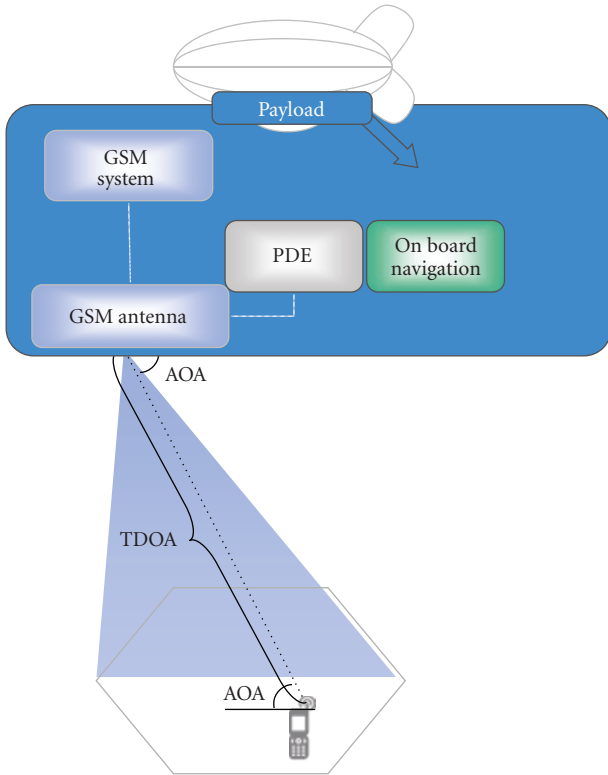 Payload
GSM
system
PDE
On board
navigation
GSM antenna
AOA
TDOA
AOA